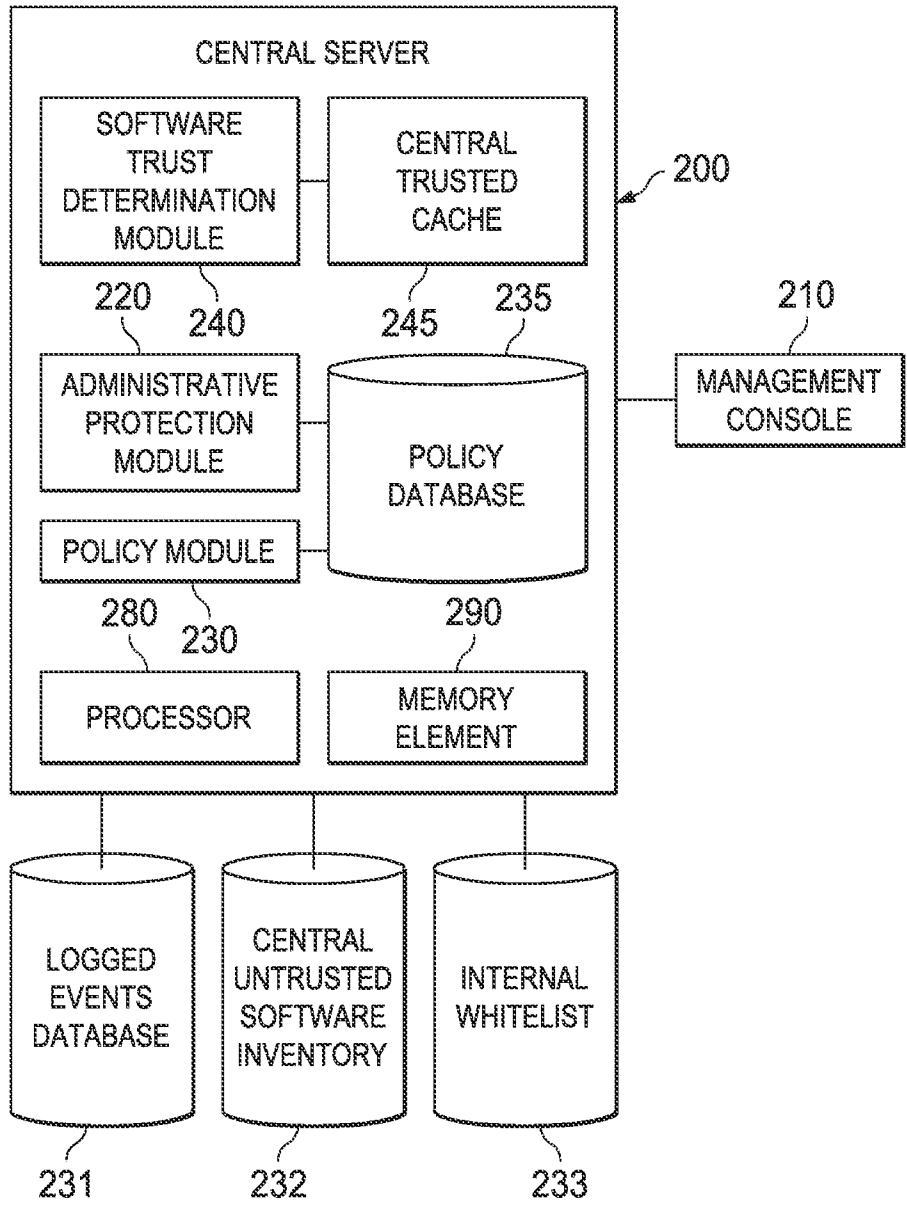 CENTRAL SERVER
SOFTWARE
TRUST
DETERMINATION
MODULE
CENTRAL
TRUSTED
CACHE
200
220
240
245
235
210
ADMINISTRATIVE
PROTECTION
MODULE
POLICY
DATABASE
MANAGEMENT
CONSOLE
POLICY MODULE
280
230
290
PROCESSOR
MEMORY
ELEMENT
LOGGED
EVENTS
DATABASE
CENTRAL
UNTRUSTED
SOFTWARE
INVENTORY
INTERNAL
WHITELIST
231
232
233